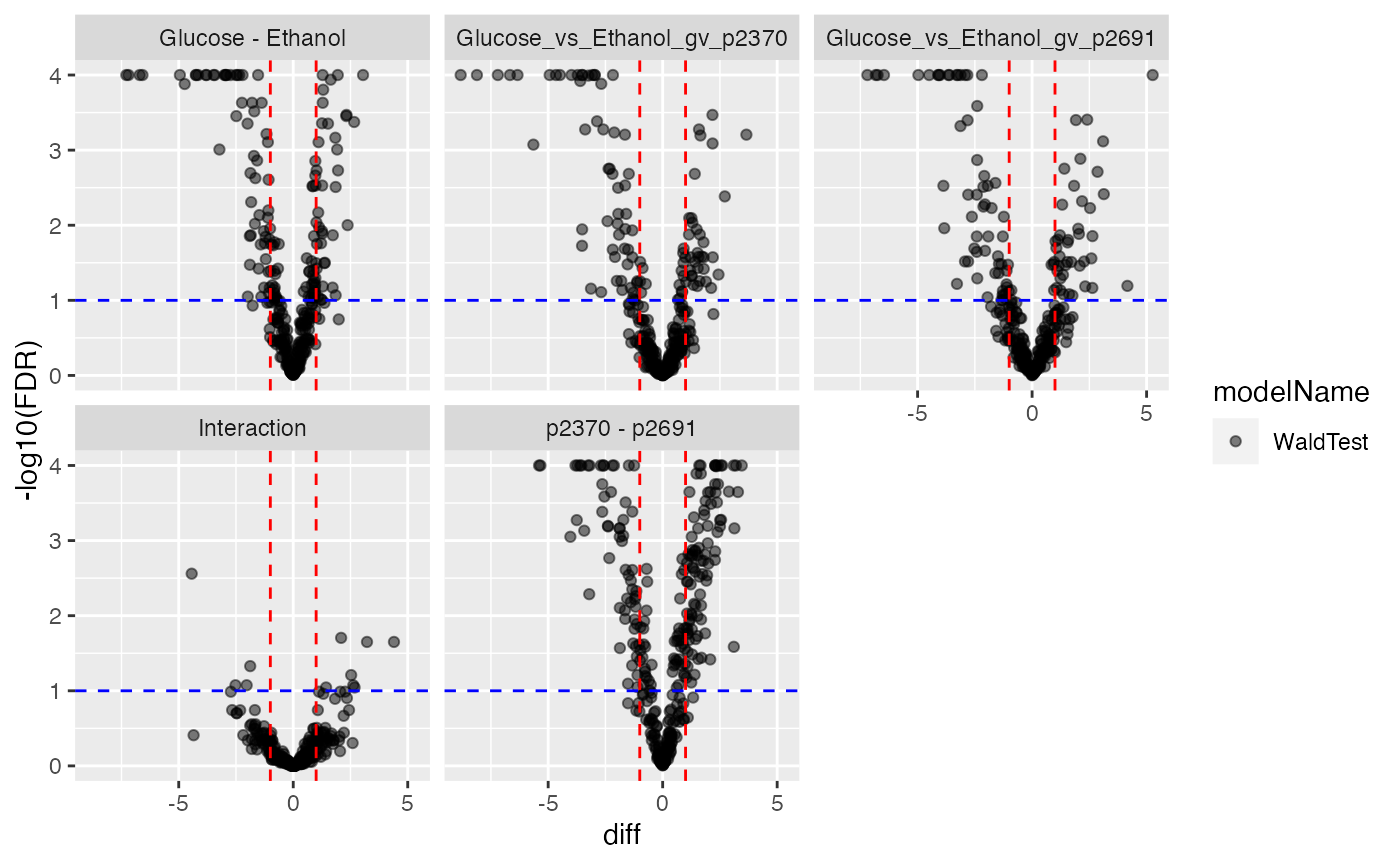 Glucose - Ethanol
Glucose_vs_Ethanol_gv_p2370
Glucose_vs_Ethanol_gv_p2691
4
3
2
1
0
-5
0
5
Interaction
p2370 - p2691
4
3
2
1
0
-5
0
5
-5
0
5
diff
-log10(FDR)
modelName
WaldTest